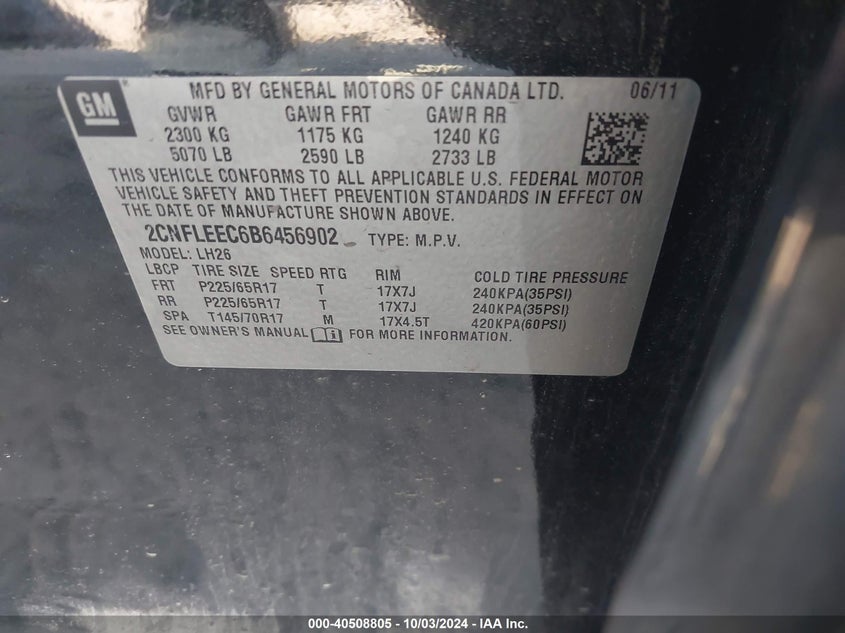 GM
MFD BY GENERAL MOTORS OF CANADA LTD. 06/11
GVWR GAWR FRT GAWR RR
2300 KG 1175 KG 1240 KG
5070 LB 2590 LB 2733 LB
THIS VEHICLE CONFORMS TO ALL APPLICABLE U.S. FEDERAL MOTOR
VEHICLE SAFETY AND THEFT PREVENTION STANDARDS IN EFFECT ON
THE DATE OF MANUFACTURE SHOWN ABOVE.
2CNFLEEC6B6456902 TYPE: M.P.V.
MODEL: LH26
LBCP TIRE SIZE SPEED RTG RIM COLD TIRE PRESSURE
FRT P225/65R17 T 17X7J 240KPA(35PSI)
RR P225/65R17 T 17X7J 240KPA(35PSI)
SPA T145/70R17 M 17X4.5T 420KPA(60PSI)
SEE OWNER'S MANUAL FOR MORE INFORMATION.
000-40508805 - 10/03/2024 - IAA Inc.